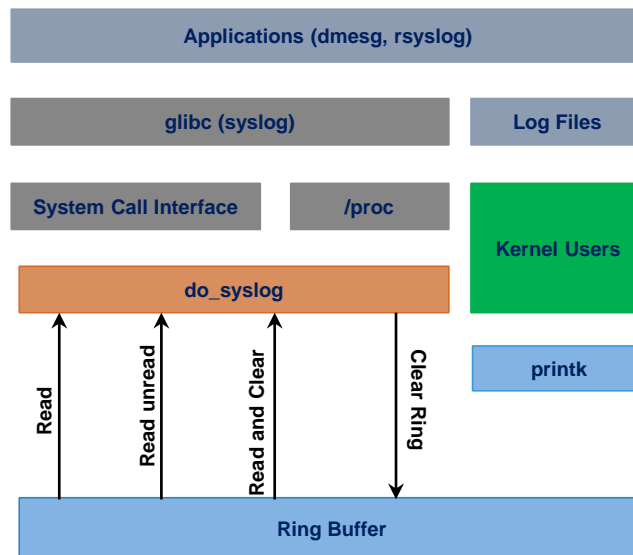 Applications (dmesg, rsyslog)
glibc (syslog)
Log Files
System Call Interface
/proc
Kernel Users
do_syslog
printk
Read
Read unread
Read and Clear
Clear Ring
Ring Buffer